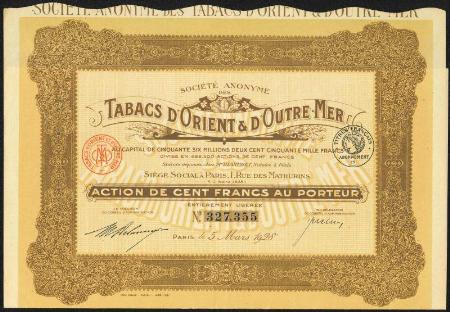 SOCIÉTÉ ANONYME DES TABACS D'ORIENT & D'OUTRE MER
SOCIÉTÉ ANONYME
DES
TABACS D'ORIENT & D'OUTRE-MER
AU CAPITAL DE CINQUANTE SIX MILLIONS DEUX CENT CINQUANTE MILLE FRANCS
DIVISÉ EN 562.500 ACTIONS DE CENT FRANCS
SIÈGE SOCIAL À PARIS, 1, RUE DES MATHURINS
ACTION DE CENT FRANCS AU PORTEUR
ENTIÈREMENT LIBÉRÉE
N° 327,355
PARIS, le 5 Mars 1928